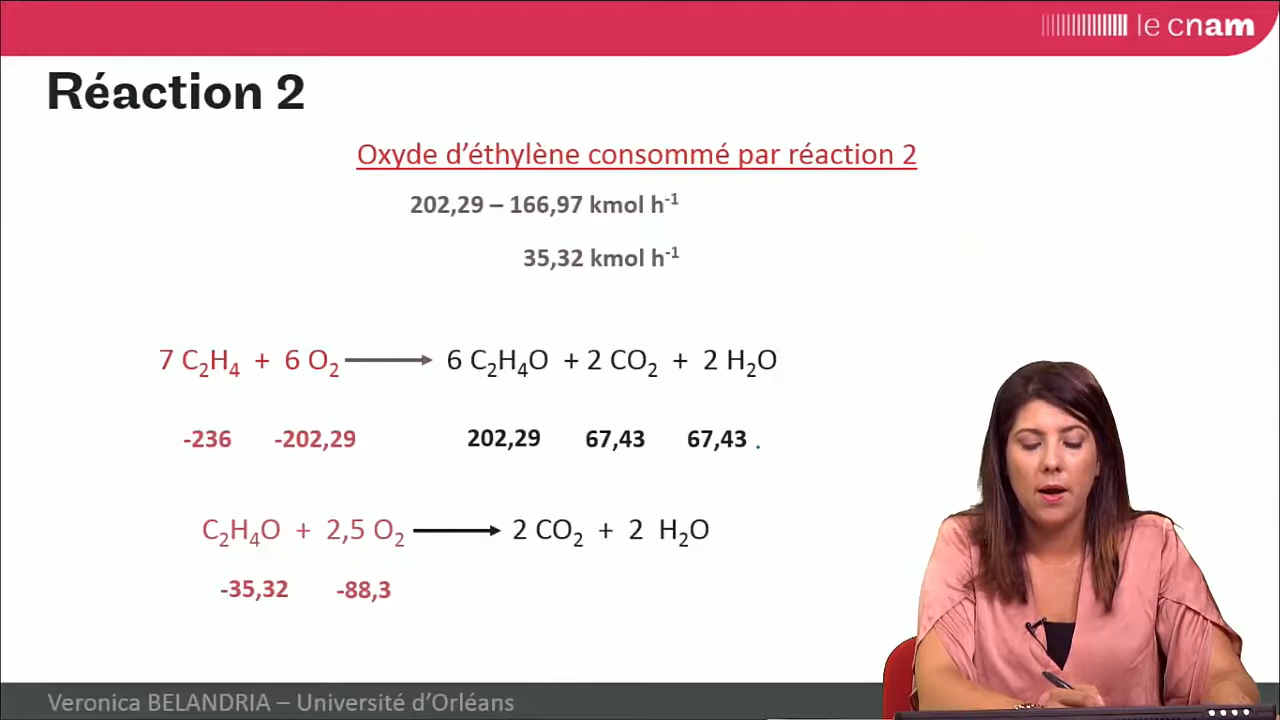 le cnam
Réaction 2
Oxyde d'éthylène consommé par réaction 2
202,29 – 166,97 kmol h⁻¹
35,32 kmol h⁻¹
7 C₂H₄ + 6 O₂ → 6 C₂H₄O + 2 CO₂ + 2 H₂O
-236 -202,29 202,29 67,43 67,43 .
C₂H₄O + 2,5 O₂ → 2 CO₂ + 2 H₂O
-35,32 -88,3
Veronica BELANDRIA – Université d'Orléans